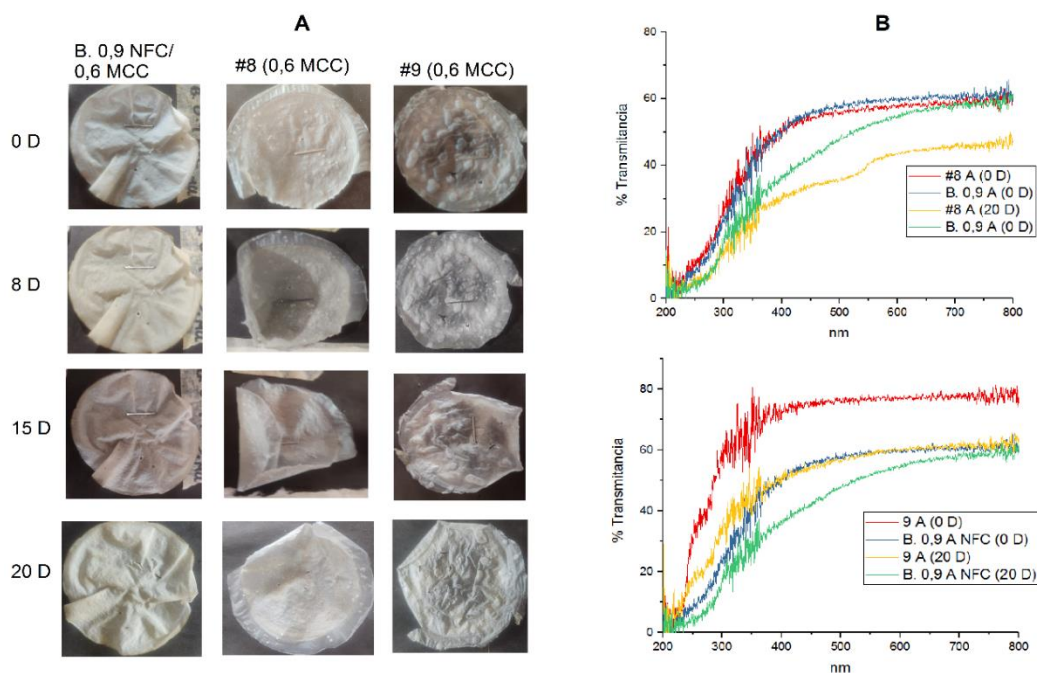 A
B
B. 0,9 NFC/
0,6 MCC
#8 (0,6 MCC)
#9 (0,6 MCC)
0 D
8 D
15 D
20 D
80
60
40
20
0
% Transmitancia
200
300
400
500
600
700
800
nm
#8 A (0 D)
B. 0,9 A (0 D)
#8 A (20 D)
B. 0,9 A (0 D)
80
60
40
20
0
% Transmitancia
200
300
400
500
600
700
800
nm
9 A (0 D)
B. 0,9 A NFC (0 D)
9 A (20 D)
B. 0,9 A NFC (20 D)